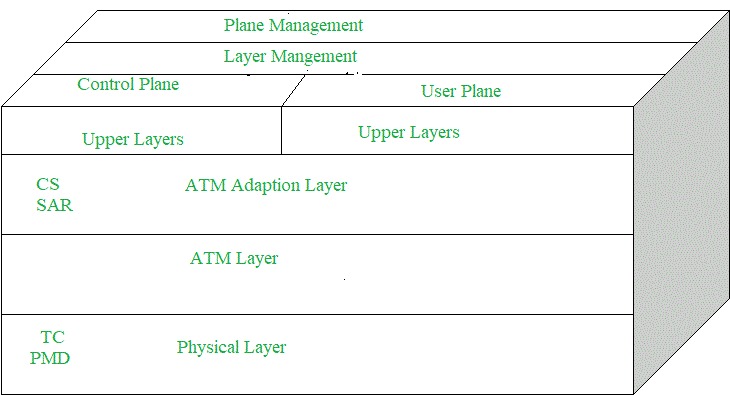 Plane Management
Layer Mangement
Control Plane
User Plane
Upper Layers
Upper Layers
CS
SAR
ATM Adaption Layer
ATM Layer
TC
PMD
Physical Layer